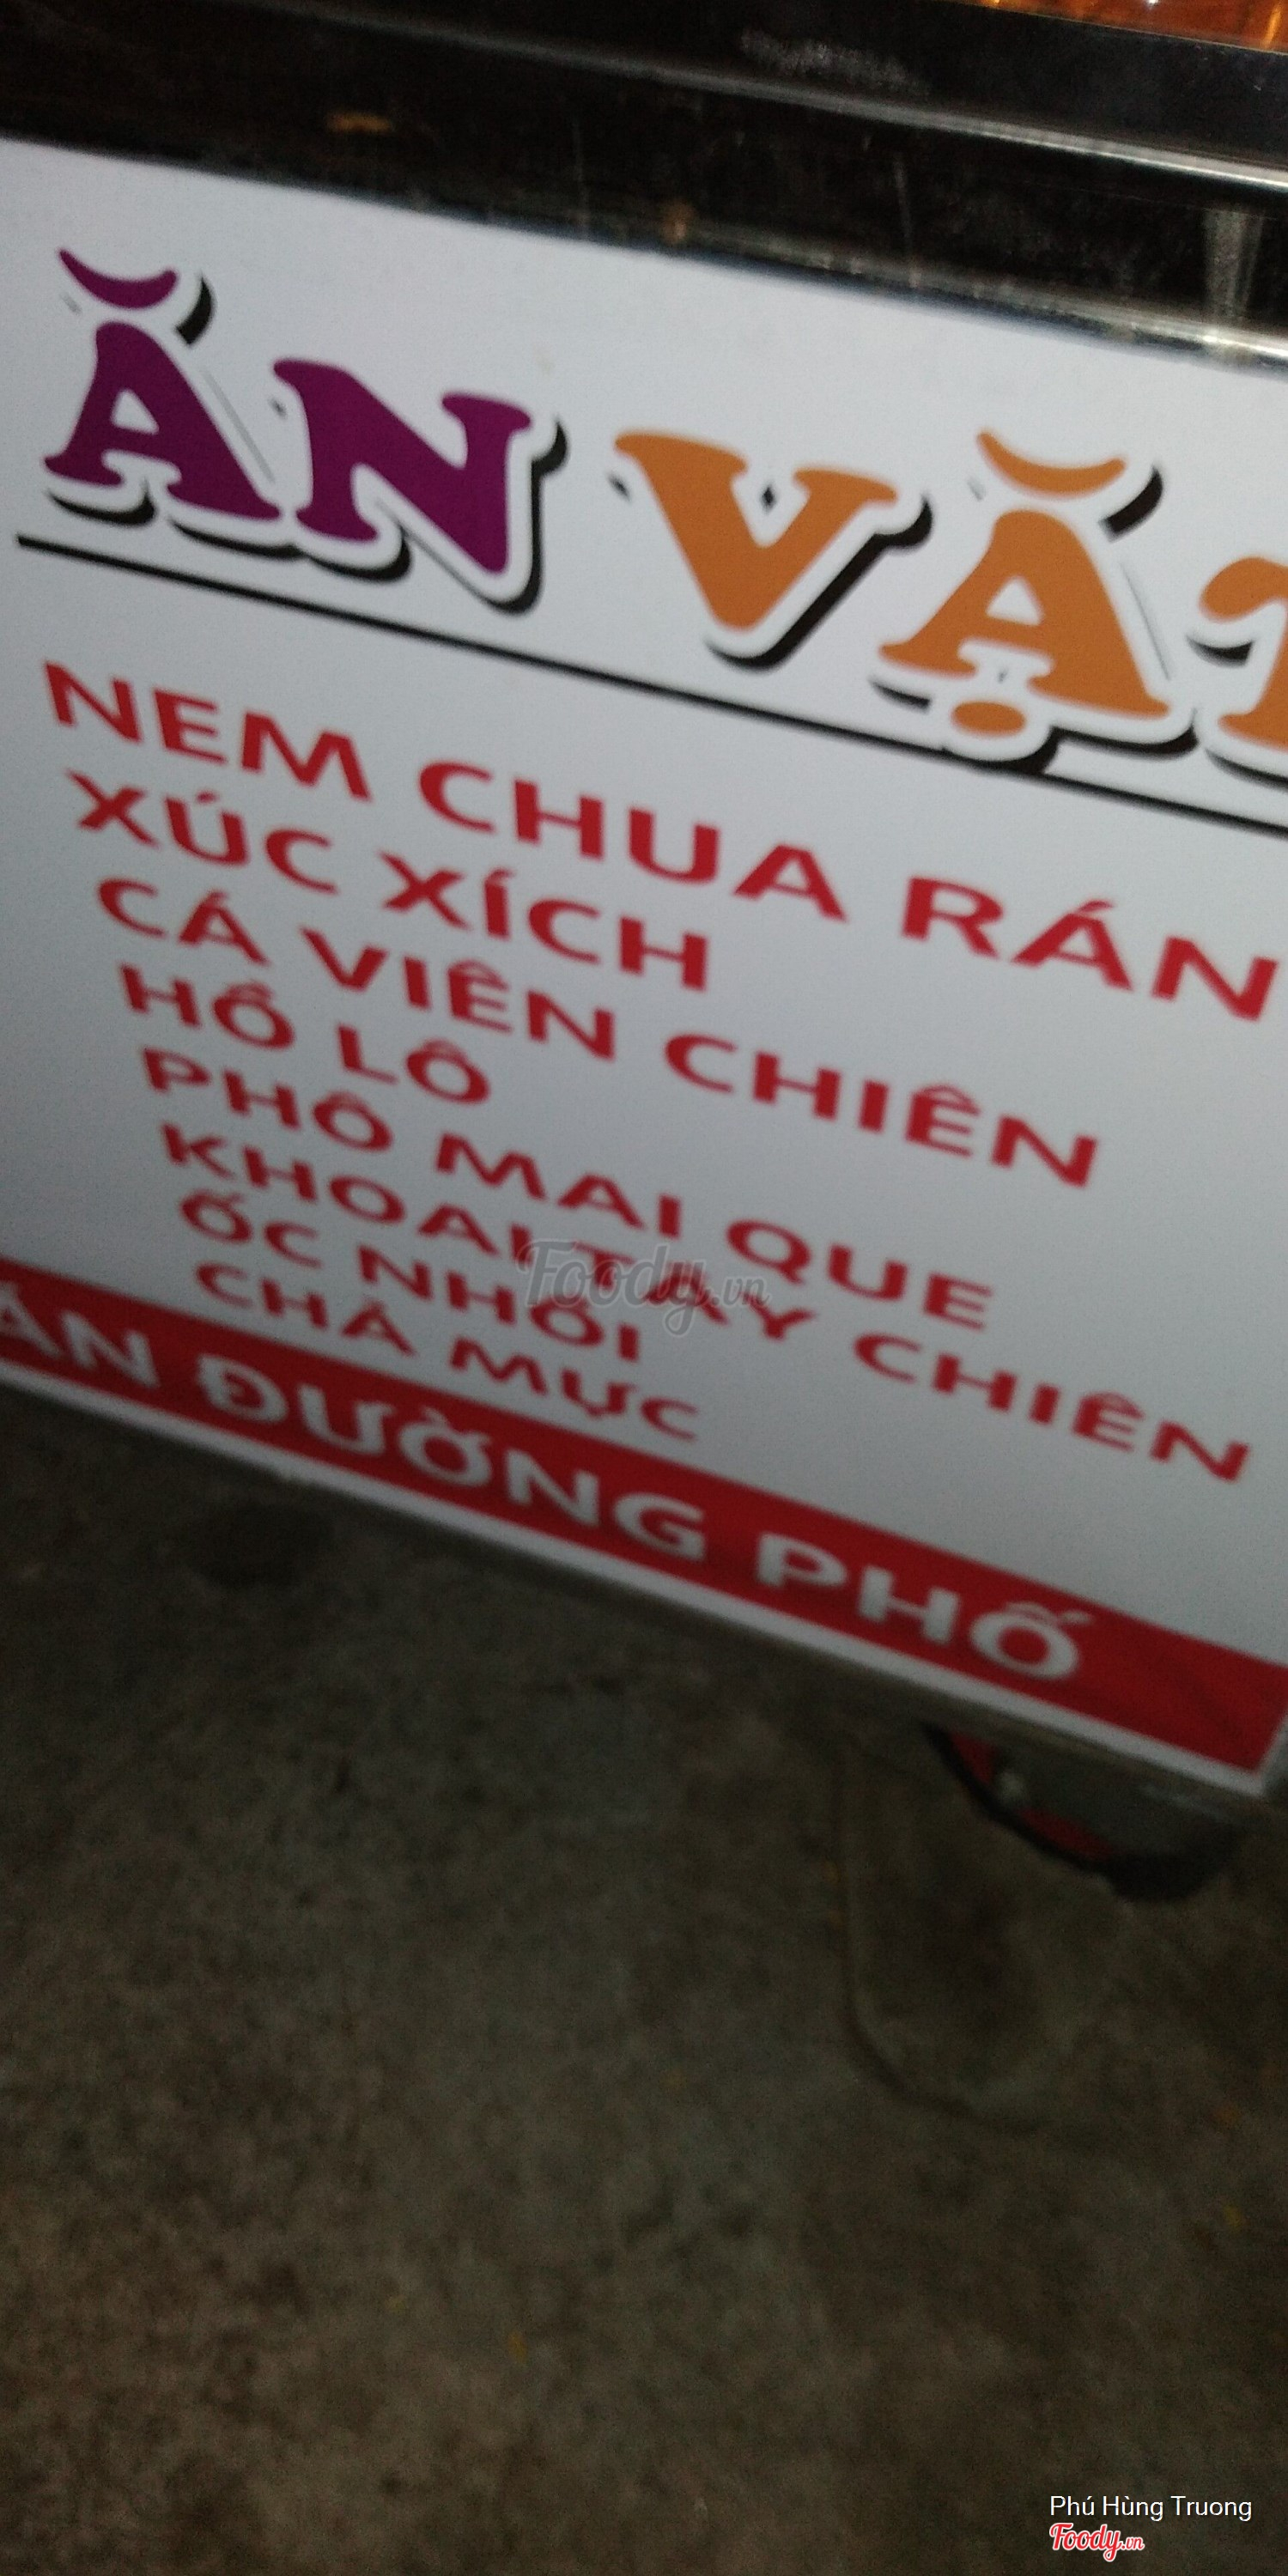 ĂN VẶT
NEM CHUA RÁN
XÚC XÍCH
CÁ VIÊN CHIÊN
HỒ LÔ
PHÔ MAI QUE
KHOAI TÂY CHIÊN
ỐC NHỒI
CHẢ MỰC
ĐƯỜNG PHỐ
Foody.vn
Phú Hùng Truong
Foody.vn